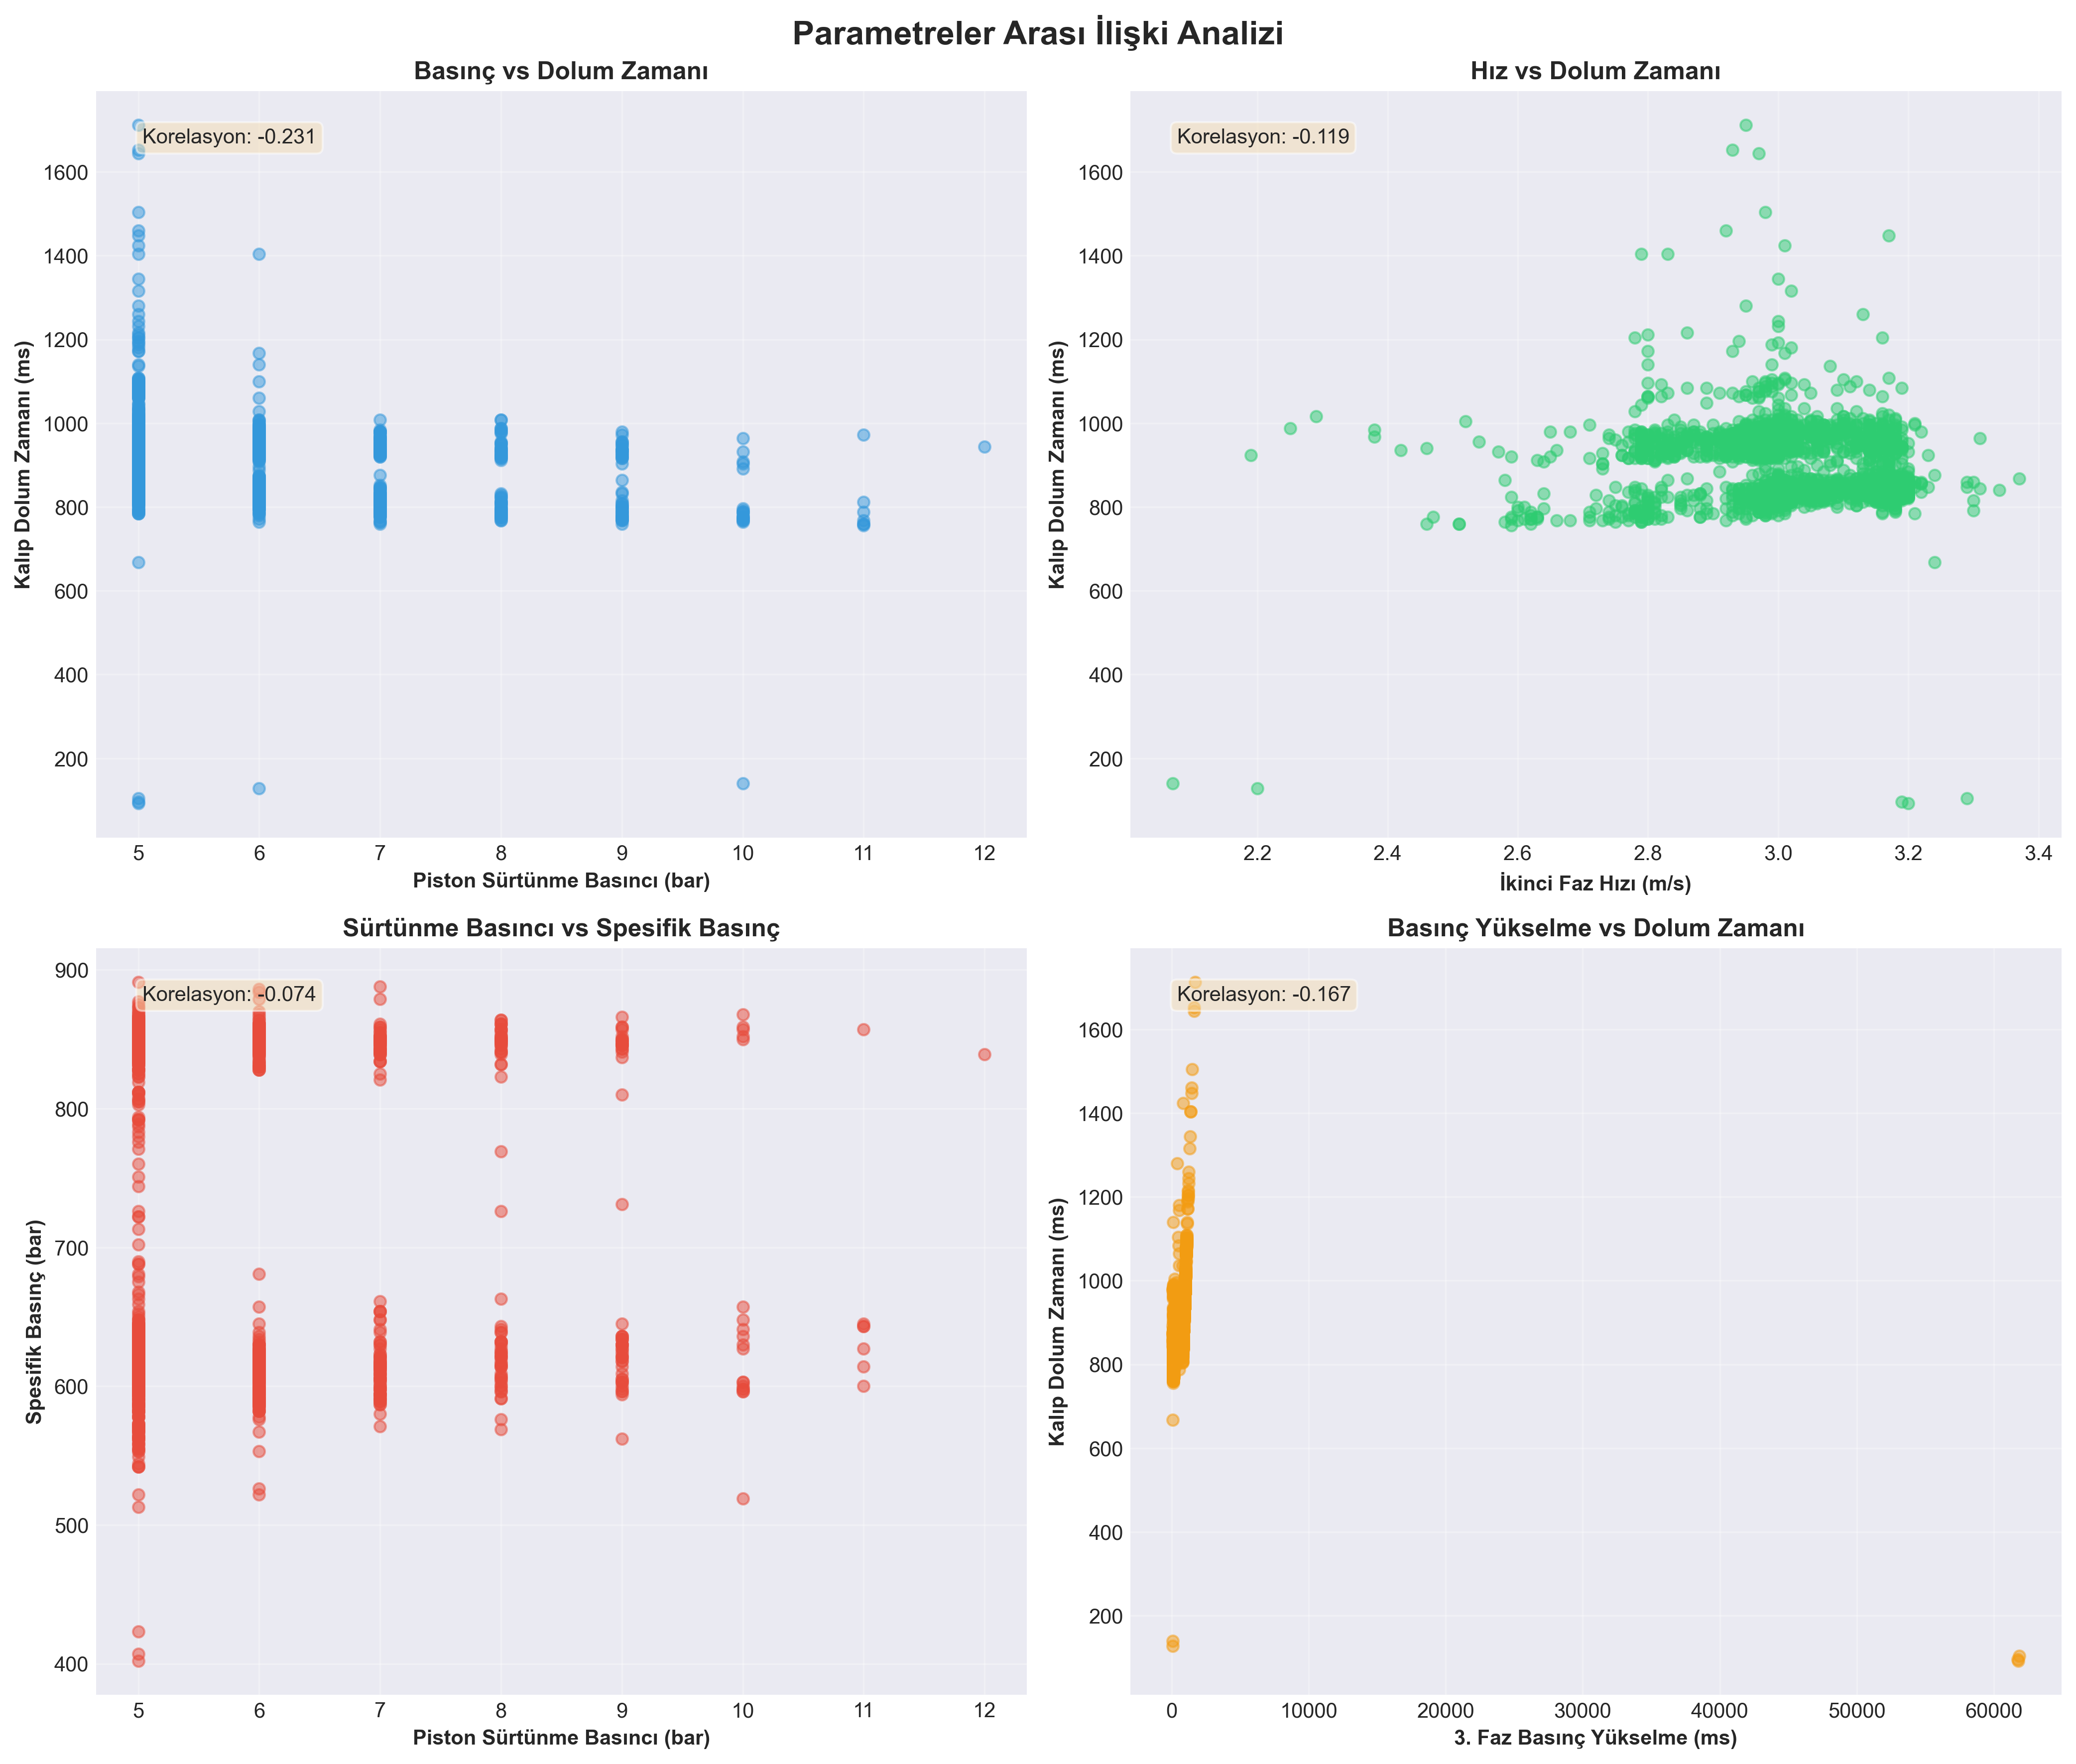 Parametreler Arası İlişki Analizi
Basınç vs Dolum Zamanı
Korelasyon: -0.231
Kalıp Dolum Zamanı (ms)
1600
1400
1200
1000
800
600
400
200
5 6 7 8 9 10 11 12
Piston Sürtünme Basıncı (bar)
Hız vs Dolum Zamanı
Korelasyon: -0.119
Kalıp Dolum Zamanı (ms)
1600
1400
1200
1000
800
600
400
200
2.2 2.4 2.6 2.8 3.0 3.2 3.4
İkinci Faz Hızı (m/s)
Sürtünme Basıncı vs Spesifik Basınç
Korelasyon: -0.074
Spesifik Basınç (bar)
900
800
700
600
500
400
5 6 7 8 9 10 11 12
Piston Sürtünme Basıncı (bar)
Basınç Yükselme vs Dolum Zamanı
Korelasyon: -0.167
Kalıp Dolum Zamanı (ms)
1600
1400
1200
1000
800
600
400
200
0 10000 20000 30000 40000 50000 60000
3. Faz Basınç Yükselme (ms)